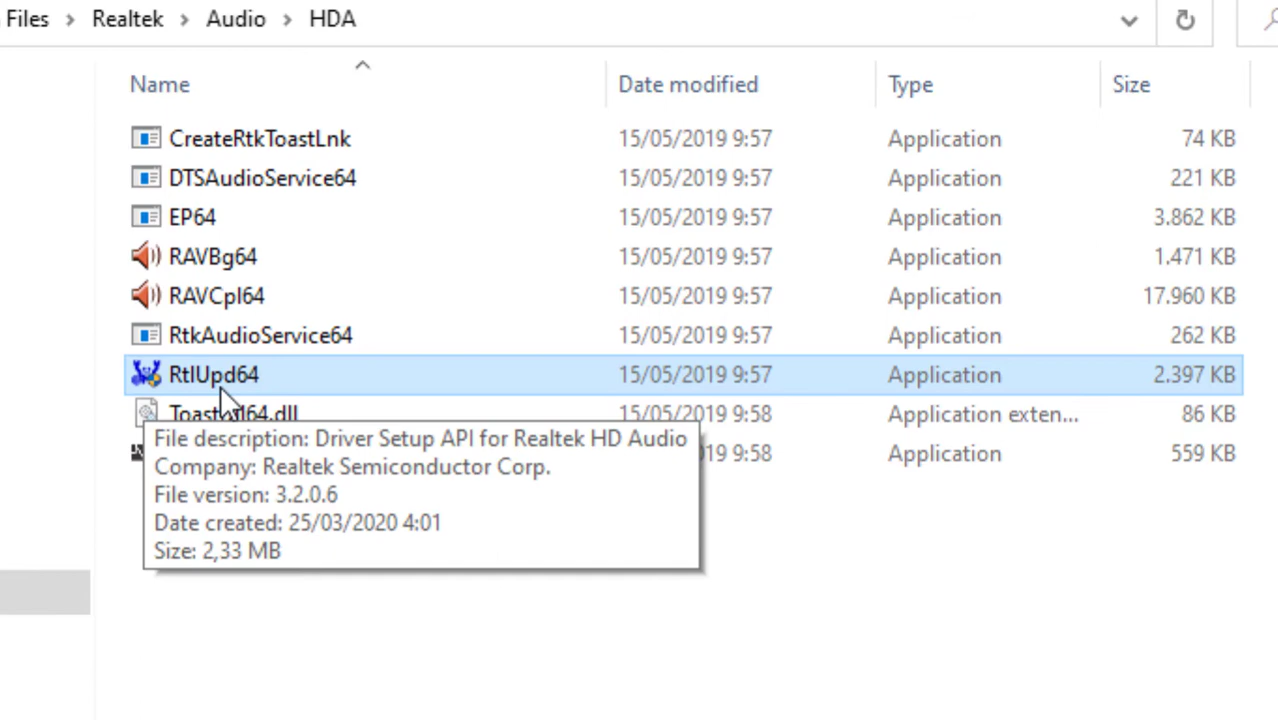 Files > Realtek > Audio > HDA
Name Date modified Type Size
CreateRtkToastLnk 15/05/2019 9:57 Application 74 KB
DTSAudioService64 15/05/2019 9:57 Application 221 KB
EP64 15/05/2019 9:57 Application 3.862 KB
RAVBg64 15/05/2019 9:57 Application 1.471 KB
RAVCpl64 15/05/2019 9:57 Application 17.960 KB
RtkAudioService64 15/05/2019 9:57 Application 262 KB
RtlUpd64 15/05/2019 9:57 Application 2.397 KB
15/05/2019 9:58 Application exten... 86 KB
9:58 Application 559 KB
File description: Driver Setup API for Realtek HD Audio
Company: Realtek Semiconductor Corp.
File version: 3.2.0.6
Date created: 25/03/2020 4:01
Size: 2,33 MB